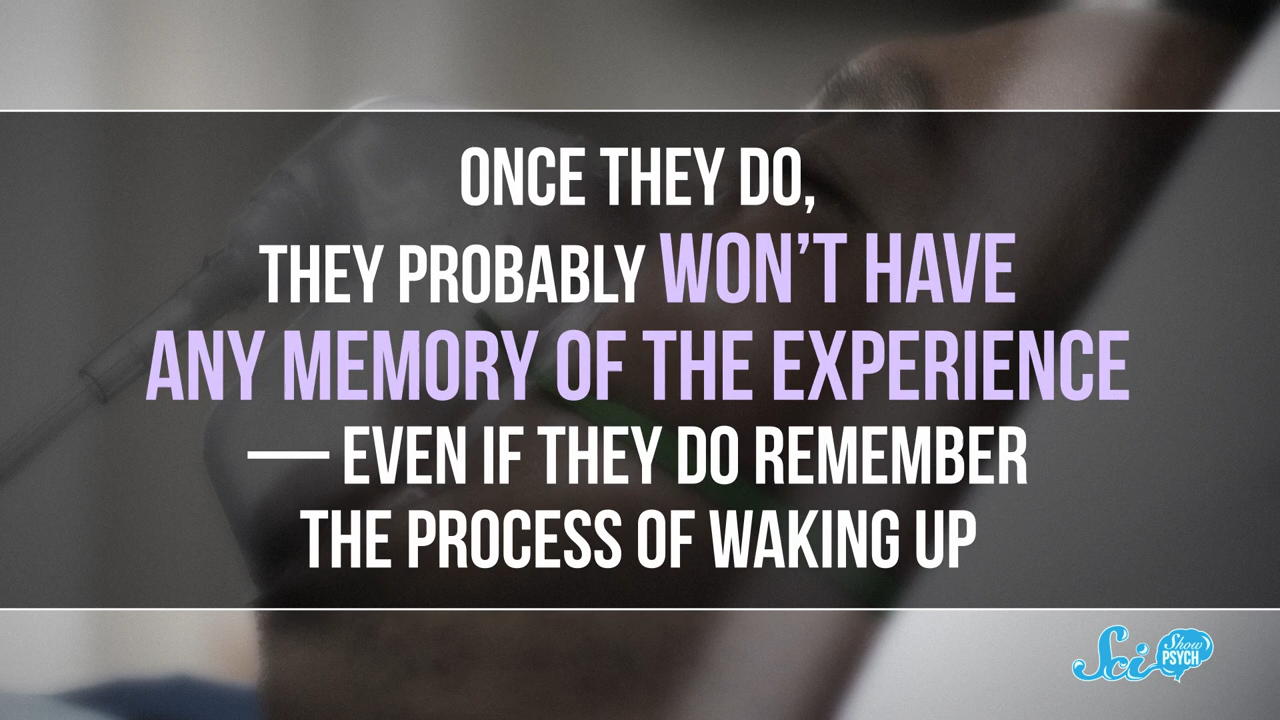 ONCE THEY DO,
THEY PROBABLY WON'T HAVE
ANY MEMORY OF THE EXPERIENCE
— EVEN IF THEY DO REMEMBER
THE PROCESS OF WAKING UP
Sci Show
PSYCH